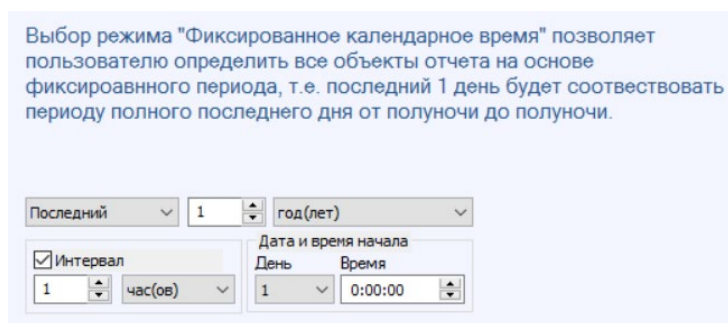 Выбор режима "Фиксированное календарное время" позволяет
пользователю определить все объекты отчета на основе
фиксироавнного периода, т.е. последний 1 день будет соотвествовать
периоду полного последнего дня от полуночи до полуночи.
Последний 1 год(лет)
Дата и время начала
Интервал День Время
1 час(ов) 1 0:00:00